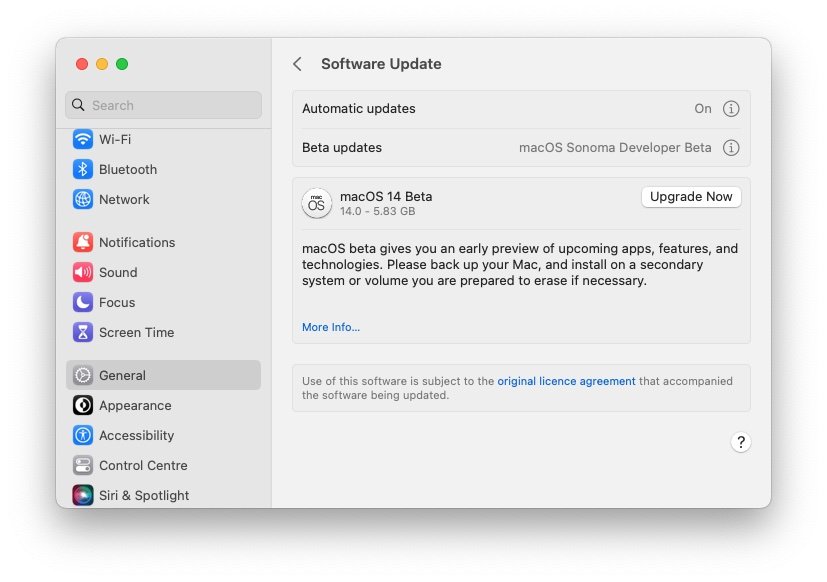 Search
Wi-Fi
Bluetooth
Network
Notifications
Sound
Focus
Screen Time
General
Appearance
Accessibility
Control Centre
Siri & Spotlight
Software Update
Automatic updates On
Beta updates macOS Sonoma Developer Beta
mac
OS
macOS 14 Beta
14.0 - 5.83 GB
Upgrade Now
macOS beta gives you an early preview of upcoming apps, features, and
technologies. Please back up your Mac, and install on a secondary
system or volume you are prepared to erase if necessary.
More Info...
Use of this software is subject to the original licence agreement that accompanied
the software being updated.
?